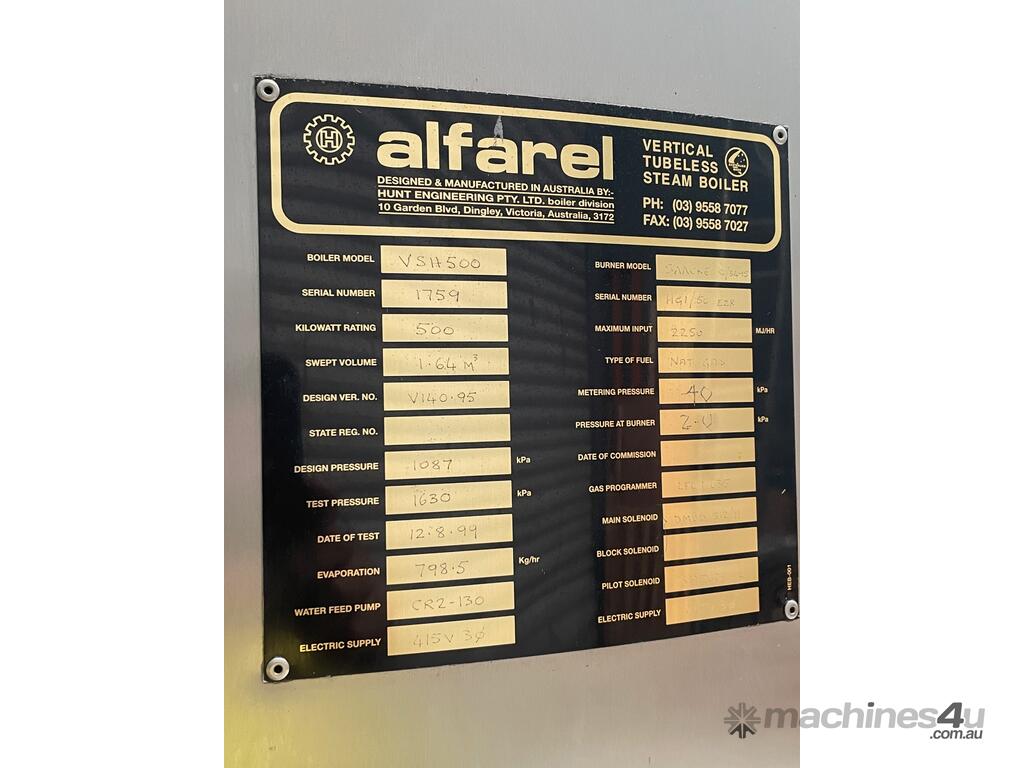 H
alfarel
DESIGNED & MANUFACTURED IN AUSTRALIA BY:-
HUNT ENGINEERING PTY. LTD. boiler division
10 Garden Blvd, Dingley, Victoria, Australia, 3172
VERTICAL
TUBELESS
STEAM BOILER
PH: (03) 9558 7077
FAX: (03) 9558 7027
BOILER MODEL VSH500
SERIAL NUMBER 1759
KILOWATT RATING 500
SWEPT VOLUME 1.64 M³
DESIGN VER. NO. V140.95
STATE REG. NO.
DESIGN PRESSURE 1087 kPa
TEST PRESSURE 1630 kPa
DATE OF TEST 12.8.99
EVAPORATION 798.5 Kg/hr
WATER FEED PUMP CR2-130
ELECTRIC SUPPLY 415V 3Ø
BURNER MODEL
SERIAL NUMBER HG1/50
MAXIMUM INPUT 2250 MJ/HR
TYPE OF FUEL NAT GAS
METERING PRESSURE 40 kPa
PRESSURE AT BURNER 2.0 kPa
DATE OF COMMISSION
GAS PROGRAMMER
MAIN SOLENOID
BLOCK SOLENOID
PILOT SOLENOID
ELECTRIC SUPPLY
HEB-001
machines4u
.com.au